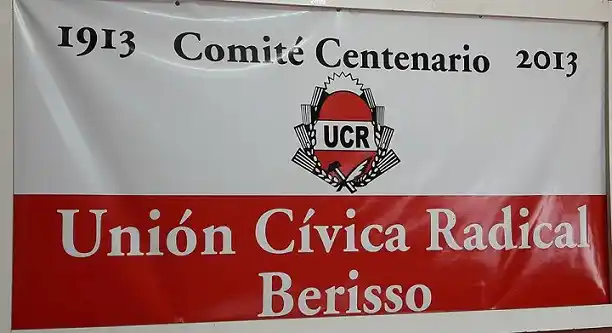 1913 Comité Centenario 2013
UCR
Unión Cívica Radical
Berisso